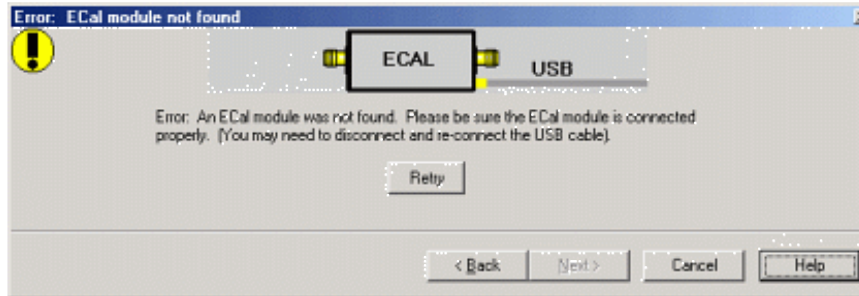 Error: ECal module not found
ECAL
USB
Error: An ECal module was not found. Please be sure the ECal module is connected
properly. (You may need to disconnect and re-connect the USB cable).
Retry
< Back
Next >
Cancel
Help